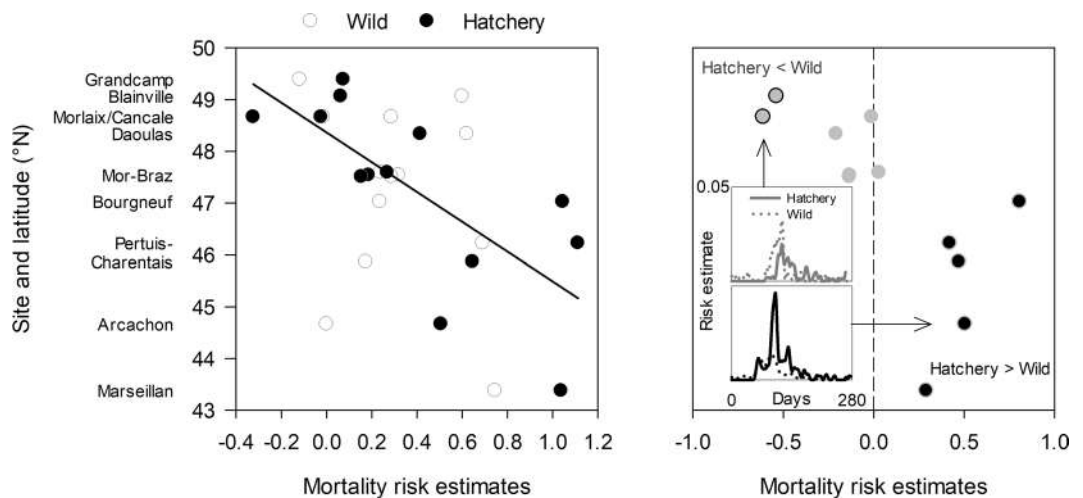 Wild Hatchery
50
49
48
47
46
45
44
43
Grandcamp
Blainville
Morlaix/Cancale
Daoulas
Mor-Braz
Bourgneuf
Pertuis-
Charentais
Arcachon
Marseillan
Site and latitude (°N)
-0.4 -0.2 0.0 0.2 0.4 0.6 0.8 1.0 1.2
Mortality risk estimates
Hatchery < Wild
0.05
Hatchery
Wild
Risk estimate
0 Days 280
Hatchery > Wild
-1.0 -0.5 0.0 0.5 1.0
Mortality risk estimates